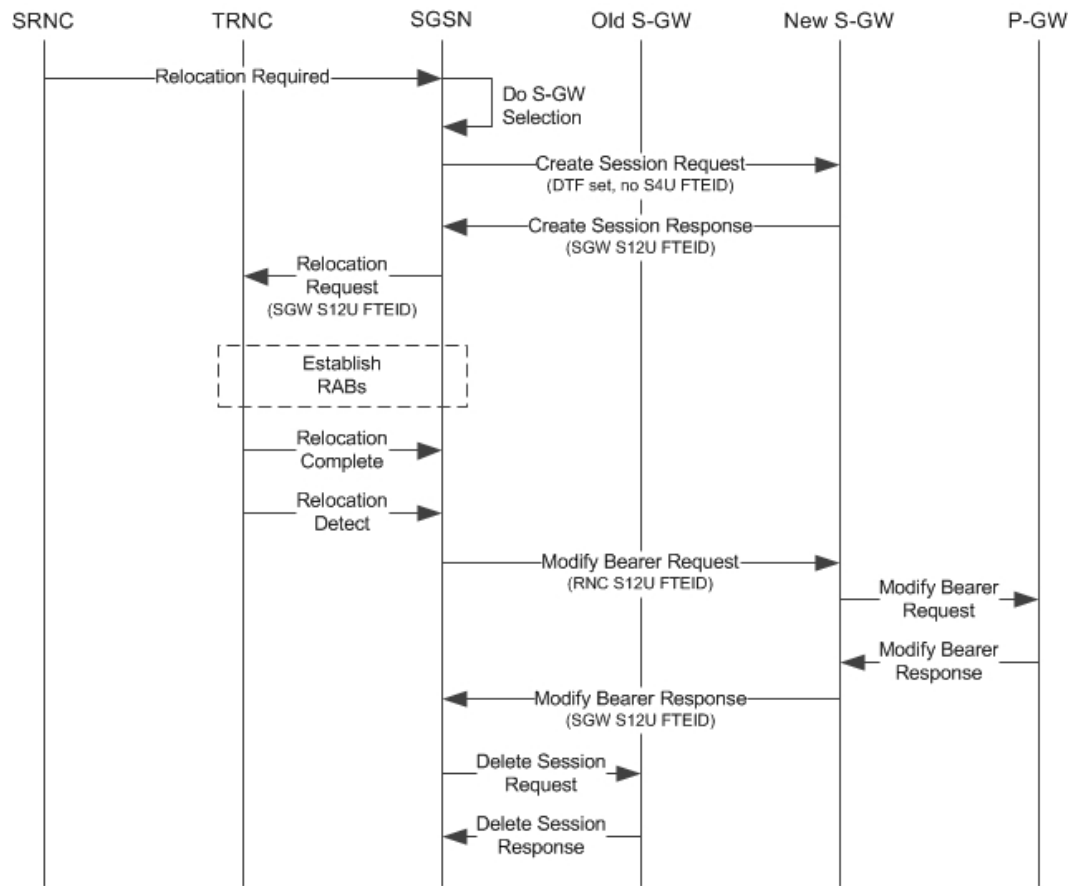 SRNC TRNC SGSN Old S-GW New S-GW P-GW
Relocation Required
Do S-GW
Selection
Create Session Request
(DTF set, no S4U FTEID)
Create Session Response
(SGW S12U FTEID)
Relocation
Request
(SGW S12U FTEID)
Establish
RABs
Relocation
Complete
Relocation
Detect
Modify Bearer Request
(RNC S12U FTEID)
Modify Bearer
Request
Modify Bearer
Response
Modify Bearer Response
(SGW S12U FTEID)
Delete Session
Request
Delete Session
Response